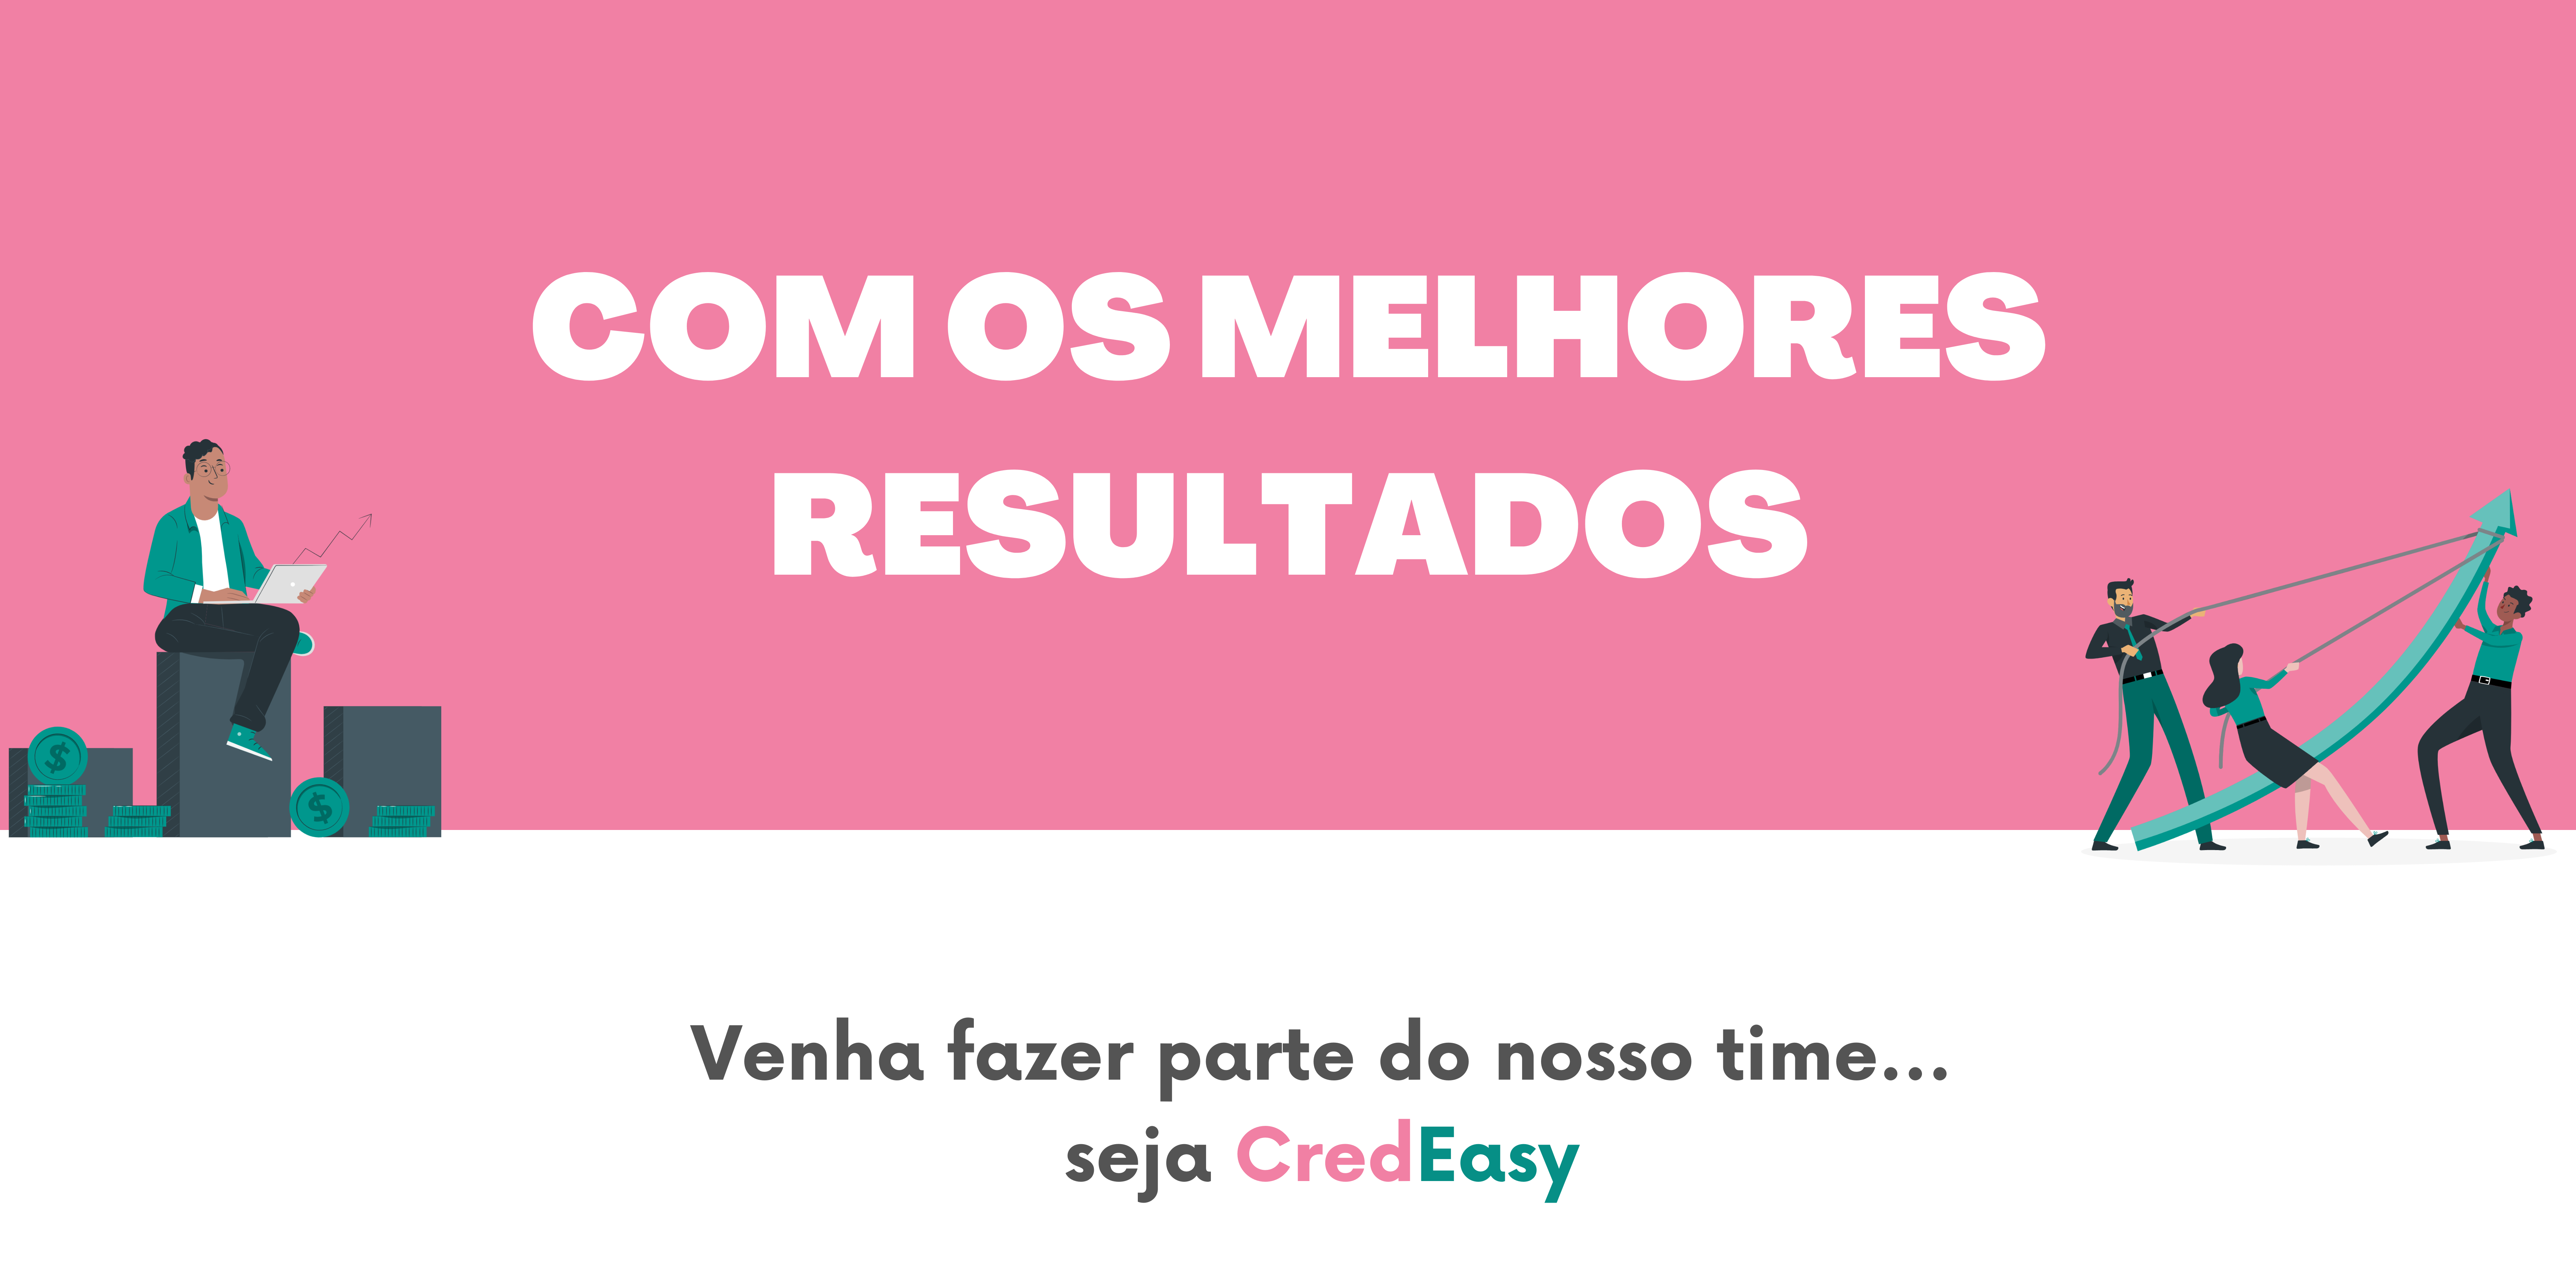 COM OS MELHORES
RESULTADOS
$
$
Venha fazer parte do nosso time...
seja CredEasy